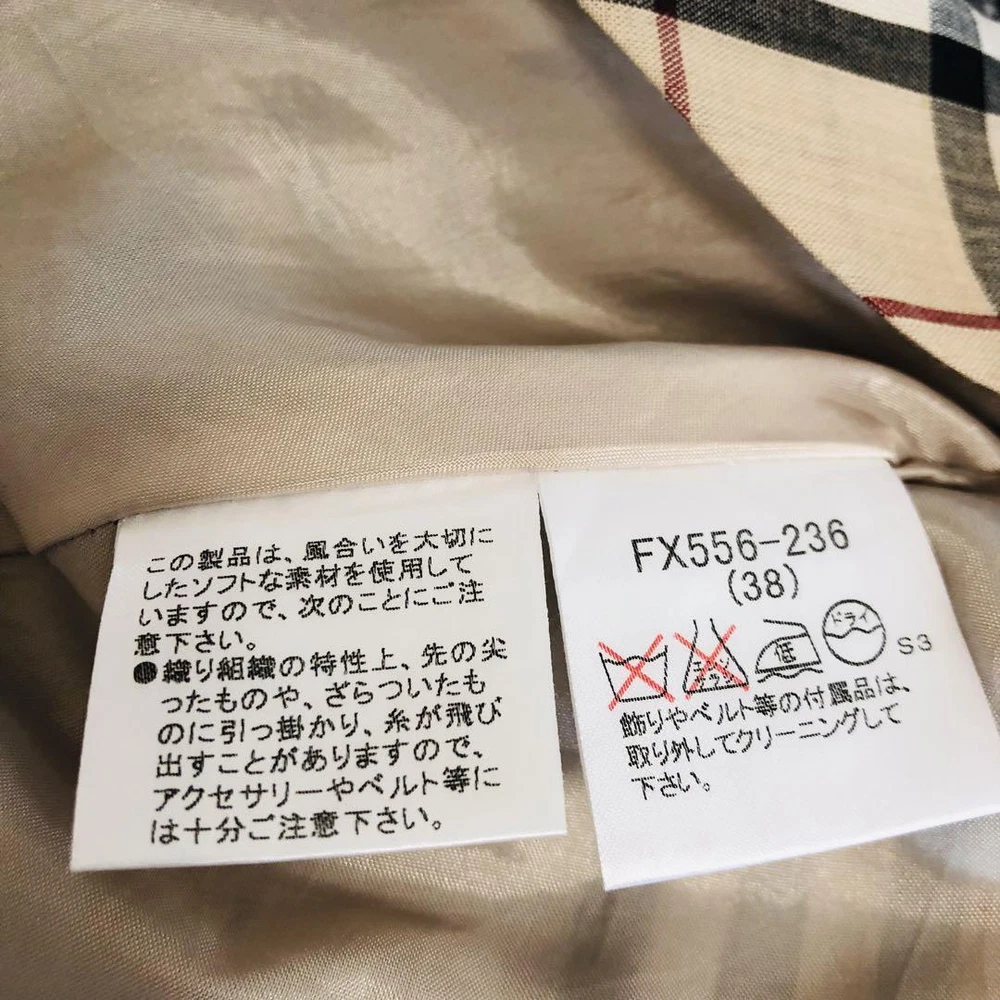 この製品は、風合いを大切に
したソフトな素材を使用して
いますので、次のことにご注
意下さい。
●織り組織の特性上、先の尖
ったものや、ざらついたも
のに引っ掛かり、糸が飛び
出すことがありますので、
アクセサリーやベルト等に
は十分ご注意下さい。
FX556-236
(38)
エンソ
低
ドライ
S3
飾りやベルト等の付属品は、
取り外してクリーニングして
下さい。